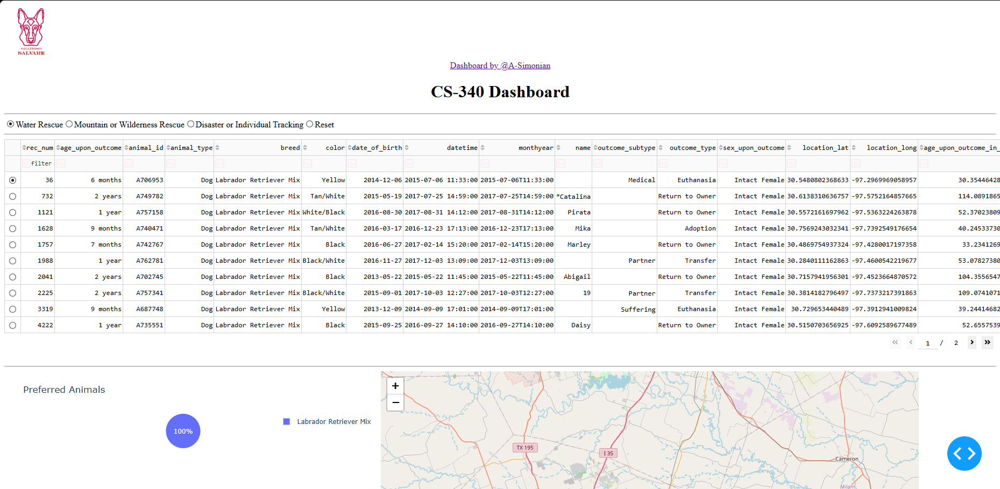 GRAZIOSO
SALVARE
Dashboard by @A-Simonian
CS-340 Dashboard
Water Rescue Mountain or Wilderness Rescue Disaster or Individual Tracking Reset
rec_num age_upon_outcome animal_id animal_type breed color date_of_birth datetime monthyear name outcome_subtype outcome_type sex_upon_outcome location_lat location_long age_upon_outcome_in_
filter
36 6 months A706953 Dog Labrador Retriever Mix Yellow 2014-12-06 2015-07-06 11:33:00 2015-07-06T11:33:00 Medical Euthanasia Intact Female 30.5480802368633 -97.2969969058957 30.35446428
732 2 years A749782 Dog Labrador Retriever Mix Tan/White 2015-05-19 2017-07-25 14:59:00 2017-07-25T14:59:00 *Catalina Return to Owner Intact Female 30.6138310636757 -97.5752164857665 114.0891865
1121 1 year A757158 Dog Labrador Retriever Mix White/Black 2016-08-30 2017-08-31 14:12:00 2017-08-31T14:12:00 Pirata Return to Owner Intact Female 30.5572161697962 -97.5363224263878 52.37023809
1628 9 months A740471 Dog Labrador Retriever Mix Tan/White 2016-03-17 2016-12-23 17:13:00 2016-12-23T17:13:00 Mika Adoption Intact Female 30.7569243032341 -97.7392549176654 40.24533730
1757 7 months A742767 Dog Labrador Retriever Mix Black 2016-06-27 2017-02-14 15:20:00 2017-02-14T15:20:00 Marley Return to Owner Intact Female 30.4869754937324 -97.4280017197358 33.2341269
1988 1 year A762781 Dog Labrador Retriever Mix Black/White 2016-11-27 2017-12-03 13:09:00 2017-12-03T13:09:00 Partner Transfer Intact Female 30.2840111162863 -97.4600542219677 53.07827380
2041 2 years A702745 Dog Labrador Retriever Mix Black 2013-05-22 2015-05-22 11:45:00 2015-05-22T11:45:00 Abigail Return to Owner Intact Female 30.7157941956301 -97.4523664870572 104.3556547
2225 2 years A757341 Dog Labrador Retriever Mix Black/White 2015-09-01 2017-10-03 12:27:00 2017-10-03T12:27:00 19 Partner Transfer Intact Female 30.3814182796497 -97.7373217391863 109.0741071
3319 9 months A687748 Dog Labrador Retriever Mix Yellow 2013-12-09 2014-09-09 17:01:00 2014-09-09T17:01:00 Suffering Euthanasia Intact Female 30.729653440489 -97.3912941009824 39.24414682
4222 1 year A735551 Dog Labrador Retriever Mix Black 2015-09-25 2016-09-27 14:10:00 2016-09-27T14:10:00 Daisy Return to Owner Intact Female 30.5150703656925 -97.6092589677489 52.6557539
1 / 2
Preferred Animals
100%
Labrador Retriever Mix
+
−
TX 195
I 35
Cameron
Milam